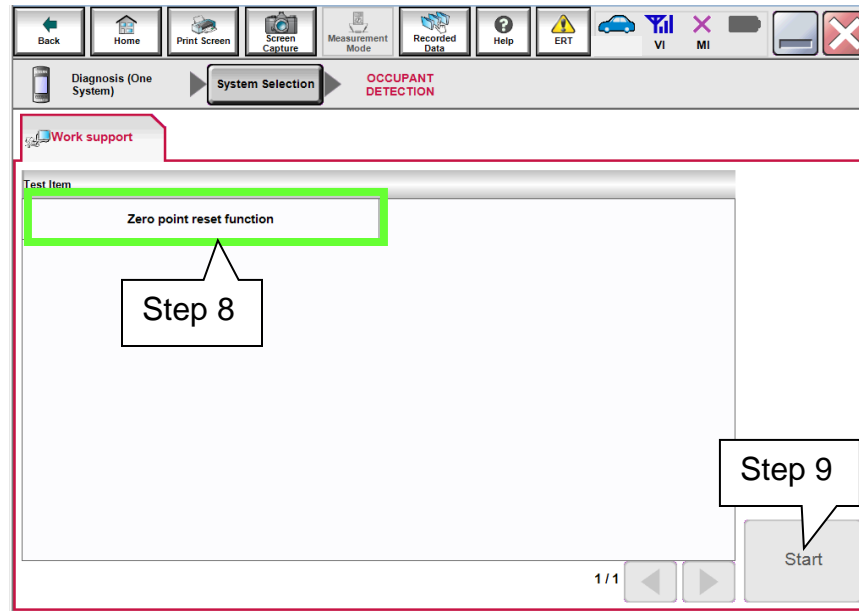 Back
Home
Print Screen
Screen
Capture
Measurement
Mode
Recorded
Data
Help
ERT
VI
MI
Diagnosis (One
System)
System Selection
OCCUPANT
DETECTION
Work support
Test Item
Zero point reset function
Step 8
Step 9
Start
1 / 1